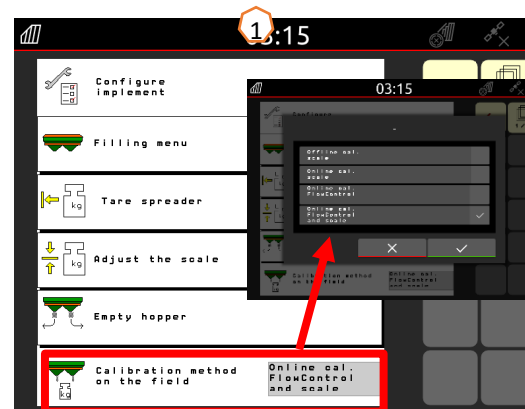 1
03:15
Configure
implement
Filling menu
kg
Tare spreader
kg
Adjust the scale
Empty hopper
kg
Calibration method
on the field
Online cal.
FlowControl
and scale
03:15
Configure
-
Offline cal.
scale
Online cal.
scale
Online cal.
FlowControl
Online cal.
FlowControl
and scale
Calibration method
on the field
Online cal.
FlowControl
and scale